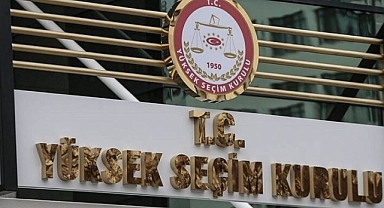 T.C.
YÜKSEK SEÇİM KURULU
1950
T.C.
YÜKSEK SEÇİM KURULU